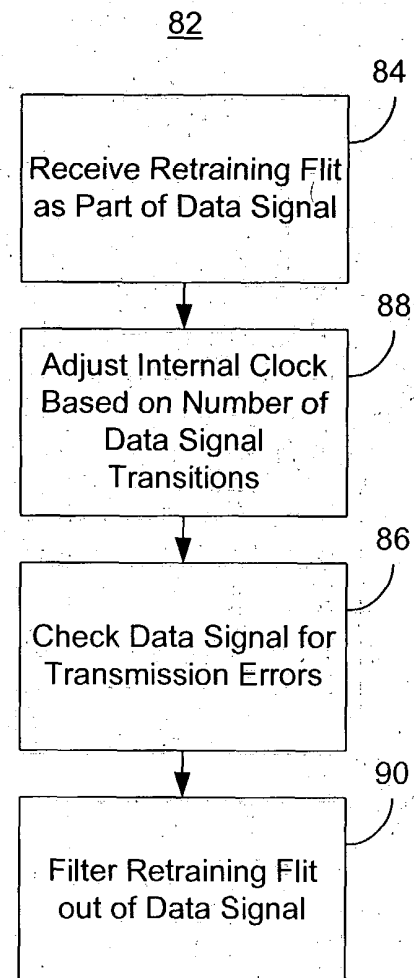 82
84
Receive Retraining Flit
as Part of Data Signal
88
Adjust Internal Clock
Based on Number of
Data Signal
Transitions
86
Check Data Signal for
Transmission Errors
90
Filter Retraining Flit
out of Data Signal